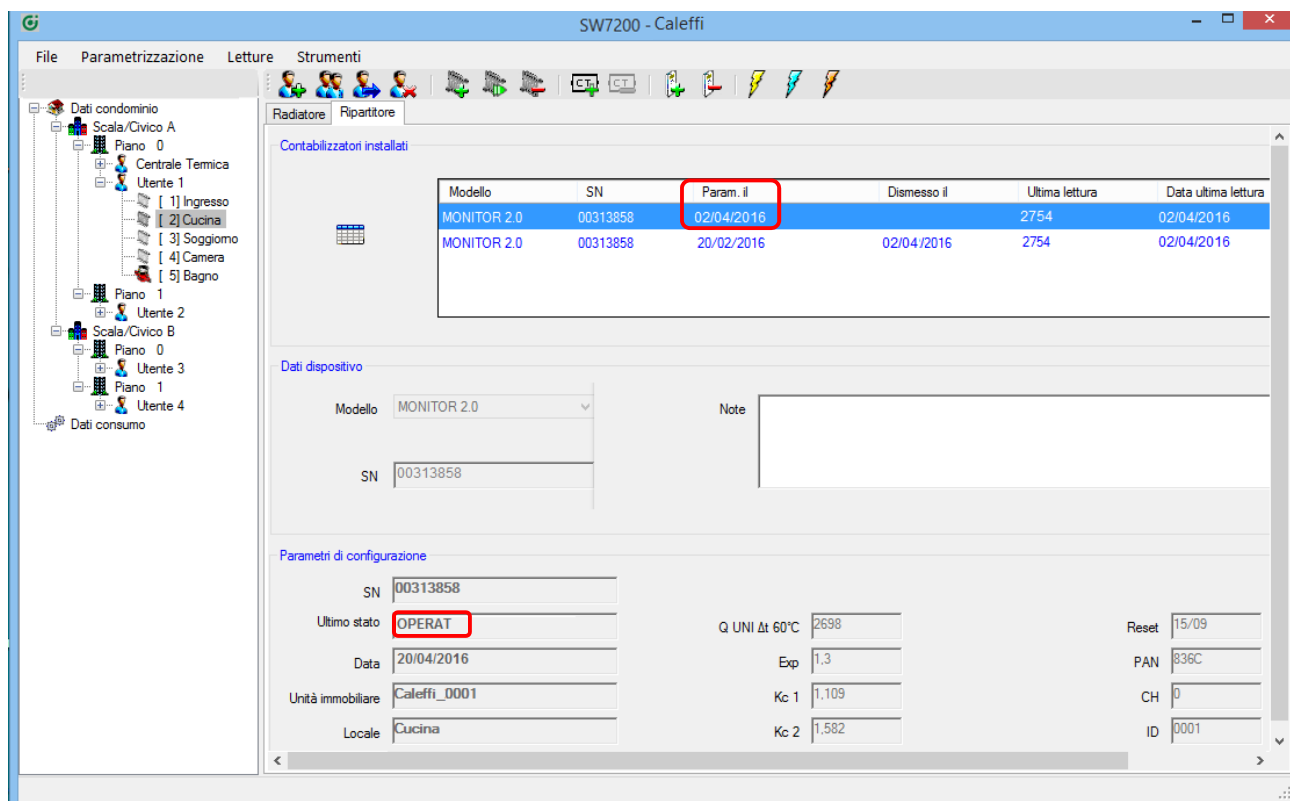 SW7200 - Caleffi
File Parametrizzazione Letture Strumenti
CT CT
Dati condominio
Scala/Civico A
Piano 0
Centrale Termica
Utente 1
[ 1] Ingresso
[ 2] Cucina
[ 3] Soggiorno
[ 4] Camera
[ 5] Bagno
Piano 1
Utente 2
Scala/Civico B
Piano 0
Utente 3
Piano 1
Utente 4
Dati consumo
Radiatore Ripartitore
Contabilizzatori installati
Modello SN Param. il Dismesso il Ultima lettura Data ultima lettura
MONITOR 2.0 00313858 02/04/2016 2754 02/04/2016
MONITOR 2.0 00313858 20/02/2016 02/04/2016 2754 02/04/2016
Dati dispositivo
Modello MONITOR 2.0 Note
SN 00313858
Parametri di configurazione
SN 00313858
Ultimo stato OPERAT Q UNI Δt 60°C 2698 Reset 15/09
Data 20/04/2016 Exp 1,3 PAN 836C
Unità immobiliare Caleffi_0001 Kc 1 1,109 CH 0
Locale Cucina Kc 2 1,582 ID 0001